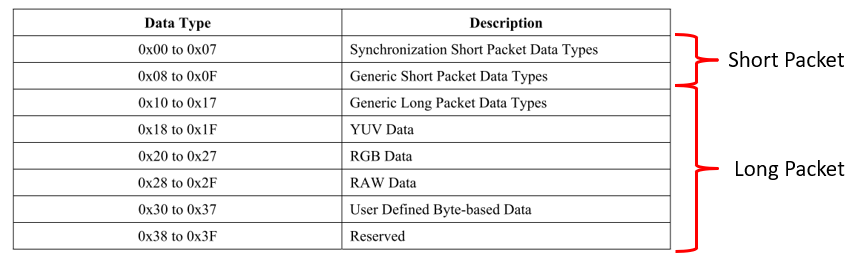 Data Type Description
0x00 to 0x07 Synchronization Short Packet Data Types
0x08 to 0x0F Generic Short Packet Data Types
Short Packet
0x10 to 0x17 Generic Long Packet Data Types
0x18 to 0x1F YUV Data
0x20 to 0x27 RGB Data
0x28 to 0x2F RAW Data
Long Packet
0x30 to 0x37 User Defined Byte-based Data
0x38 to 0x3F Reserved